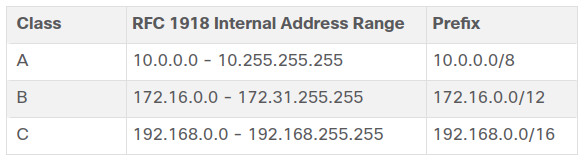 Class RFC 1918 Internal Address Range Prefix
A 10.0.0.0 - 10.255.255.255 10.0.0.0/8
B 172.16.0.0 - 172.31.255.255 172.16.0.0/12
C 192.168.0.0 - 192.168.255.255 192.168.0.0/16